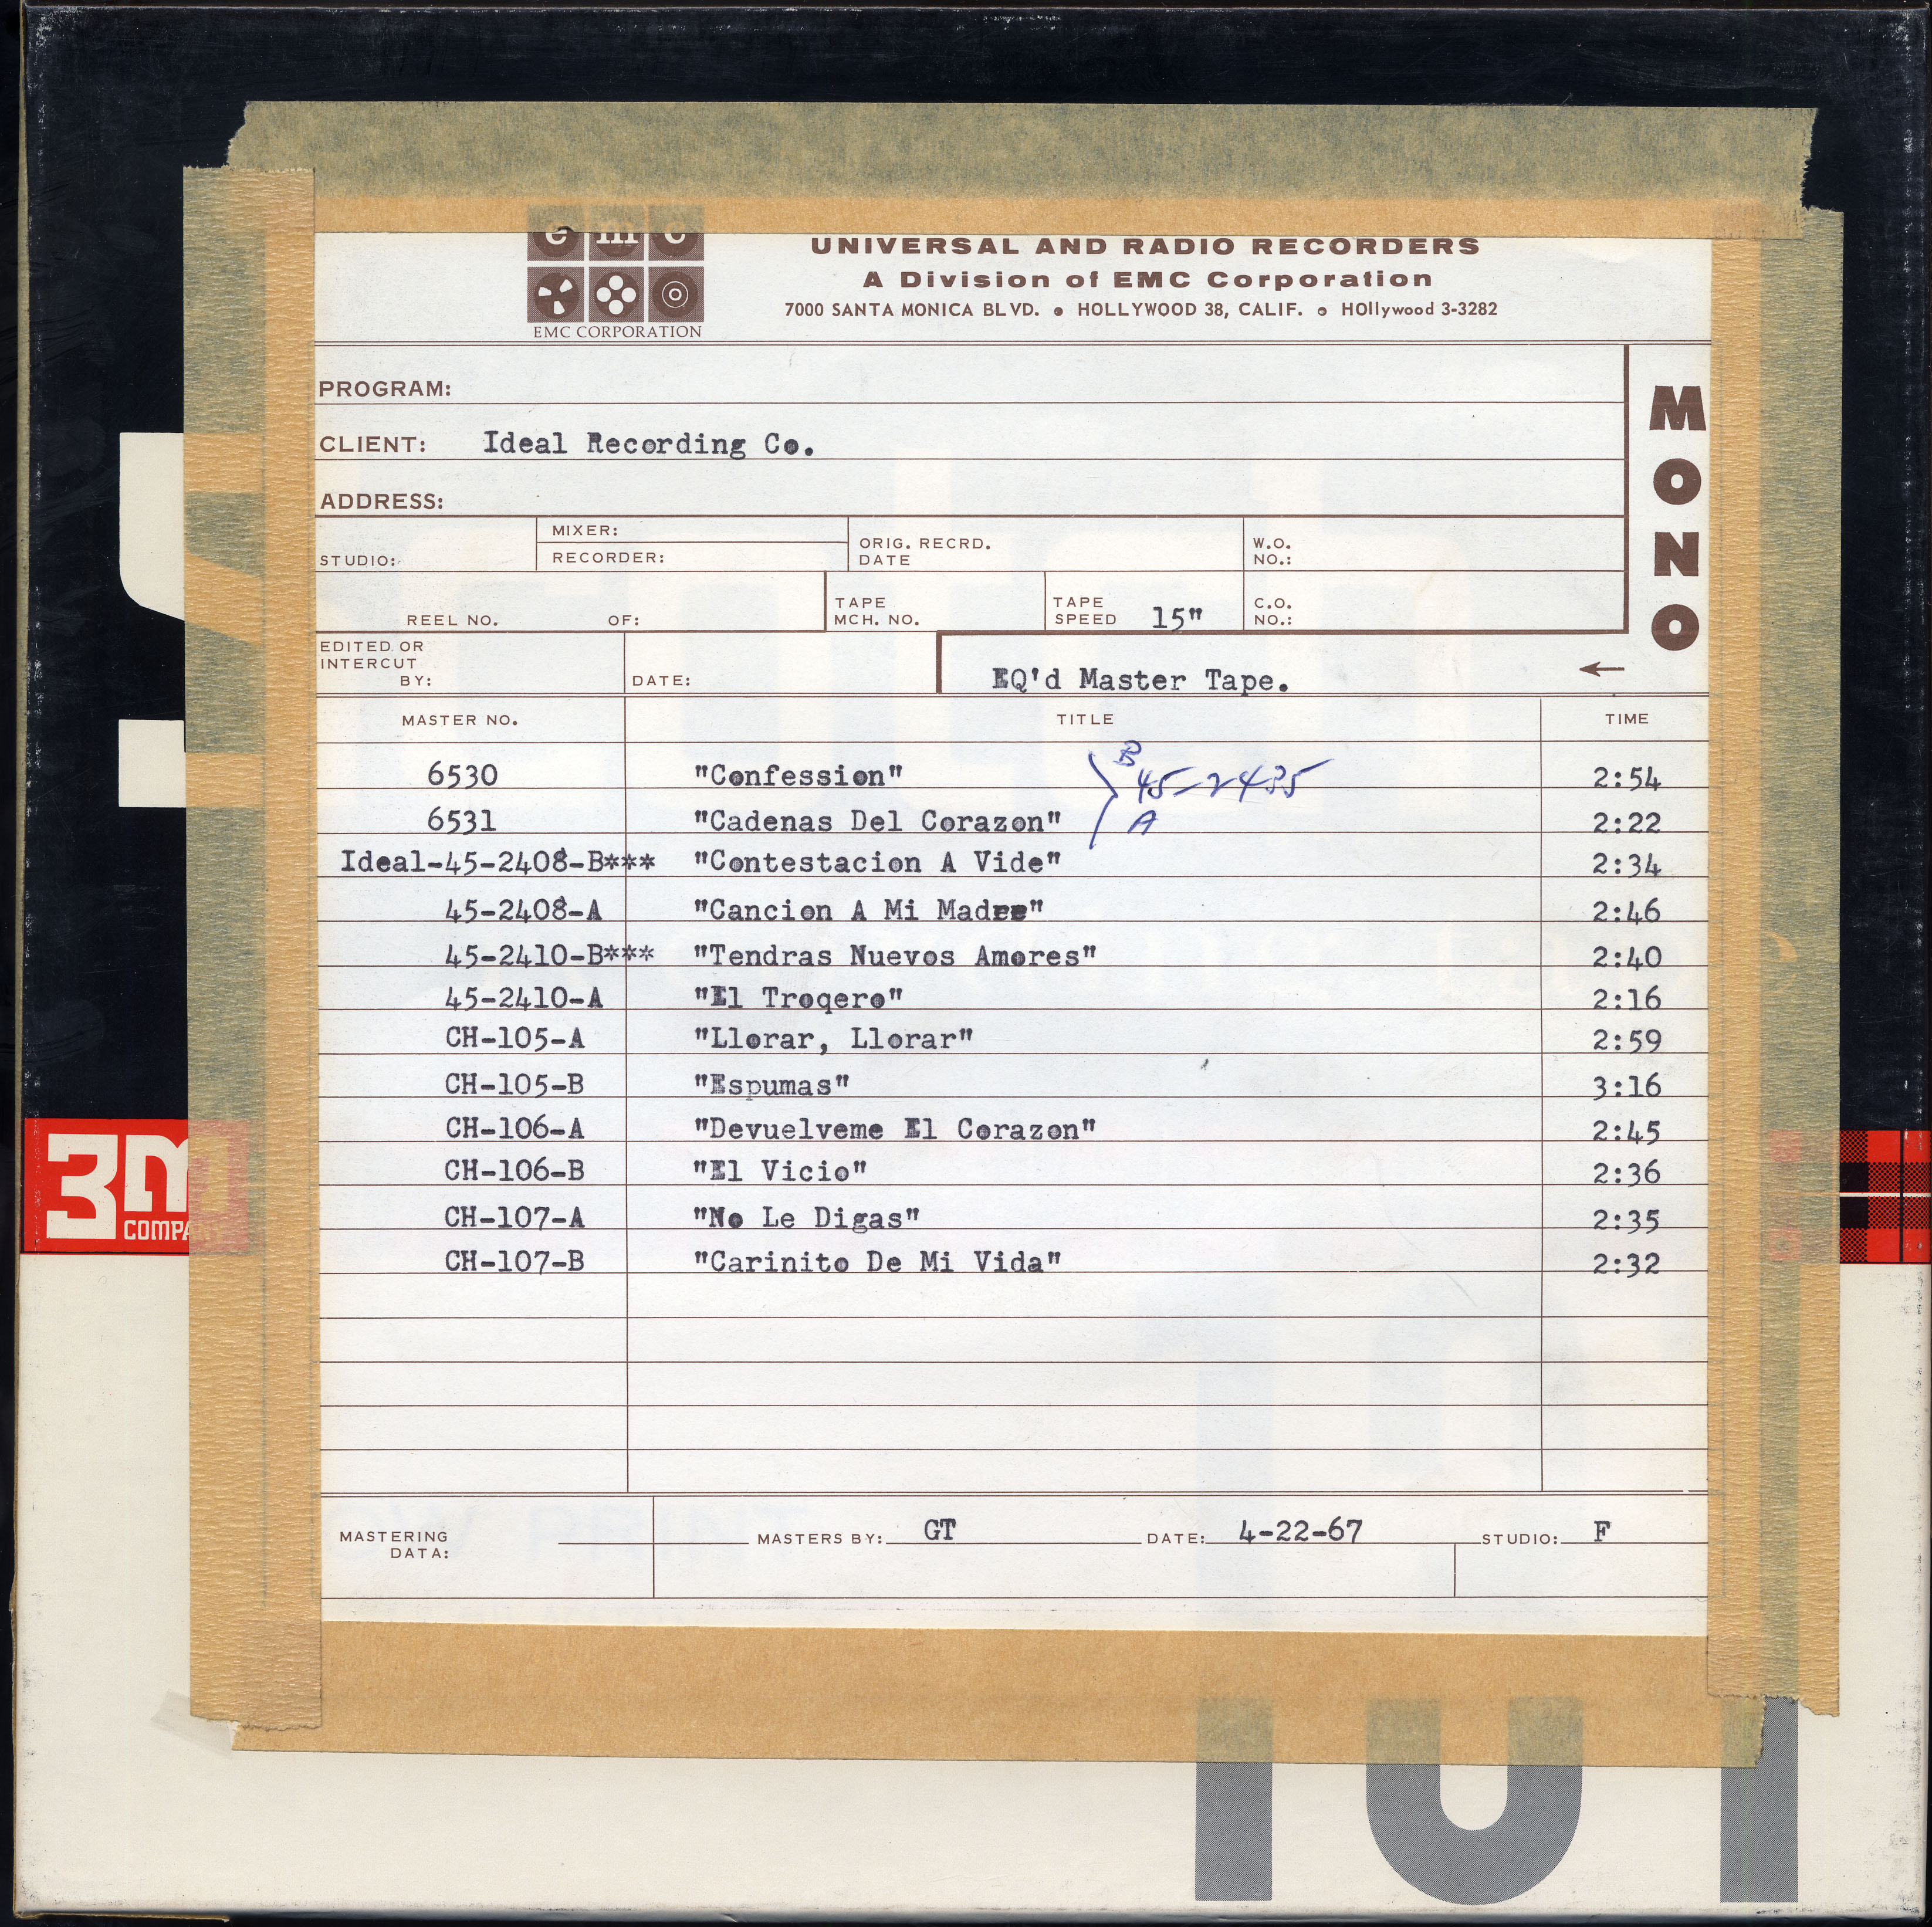 e m c
UNIVERSAL AND RADIO RECORDERS
A Division of EMC Corporation
EMC CORPORATION
7000 SANTA MONICA BLVD. • HOLLYWOOD 38, CALIF. • HOllywood 3-3282
MONO
PROGRAM:
CLIENT: Ideal Recording Co.
ADDRESS:
STUDIO:
MIXER:
RECORDER:
ORIG. RECRD.
DATE
W.O.
NO.:
REEL NO. OF:
TAPE
MCH. NO.
TAPE
SPEED 15"
C.O.
NO.:
EDITED OR
INTERCUT
BY:
DATE:
EQ'd Master Tape. ←
MASTER NO. TITLE TIME
6530 "Confession" B 2:54
45-2435
6531 "Cadenas Del Corazon" A 2:22
Ideal-45-2408-B*** "Contestacion A Vide" 2:34
45-2408-A "Cancion A Mi Madre" 2:46
45-2410-B*** "Tendras Nuevos Amores" 2:40
45-2410-A "El Troqero" 2:16
CH-105-A "Llorar, Llorar" 2:59
CH-105-B "Espumas" 3:16
CH-106-A "Devuelveme El Corazon" 2:45
CH-106-B "El Vicio" 2:36
CH-107-A "No Le Digas" 2:35
CH-107-B "Carinito De Mi Vida" 2:32
MASTERING
DATA:
MASTERS BY: GT DATE: 4-22-67 STUDIO: F
3M